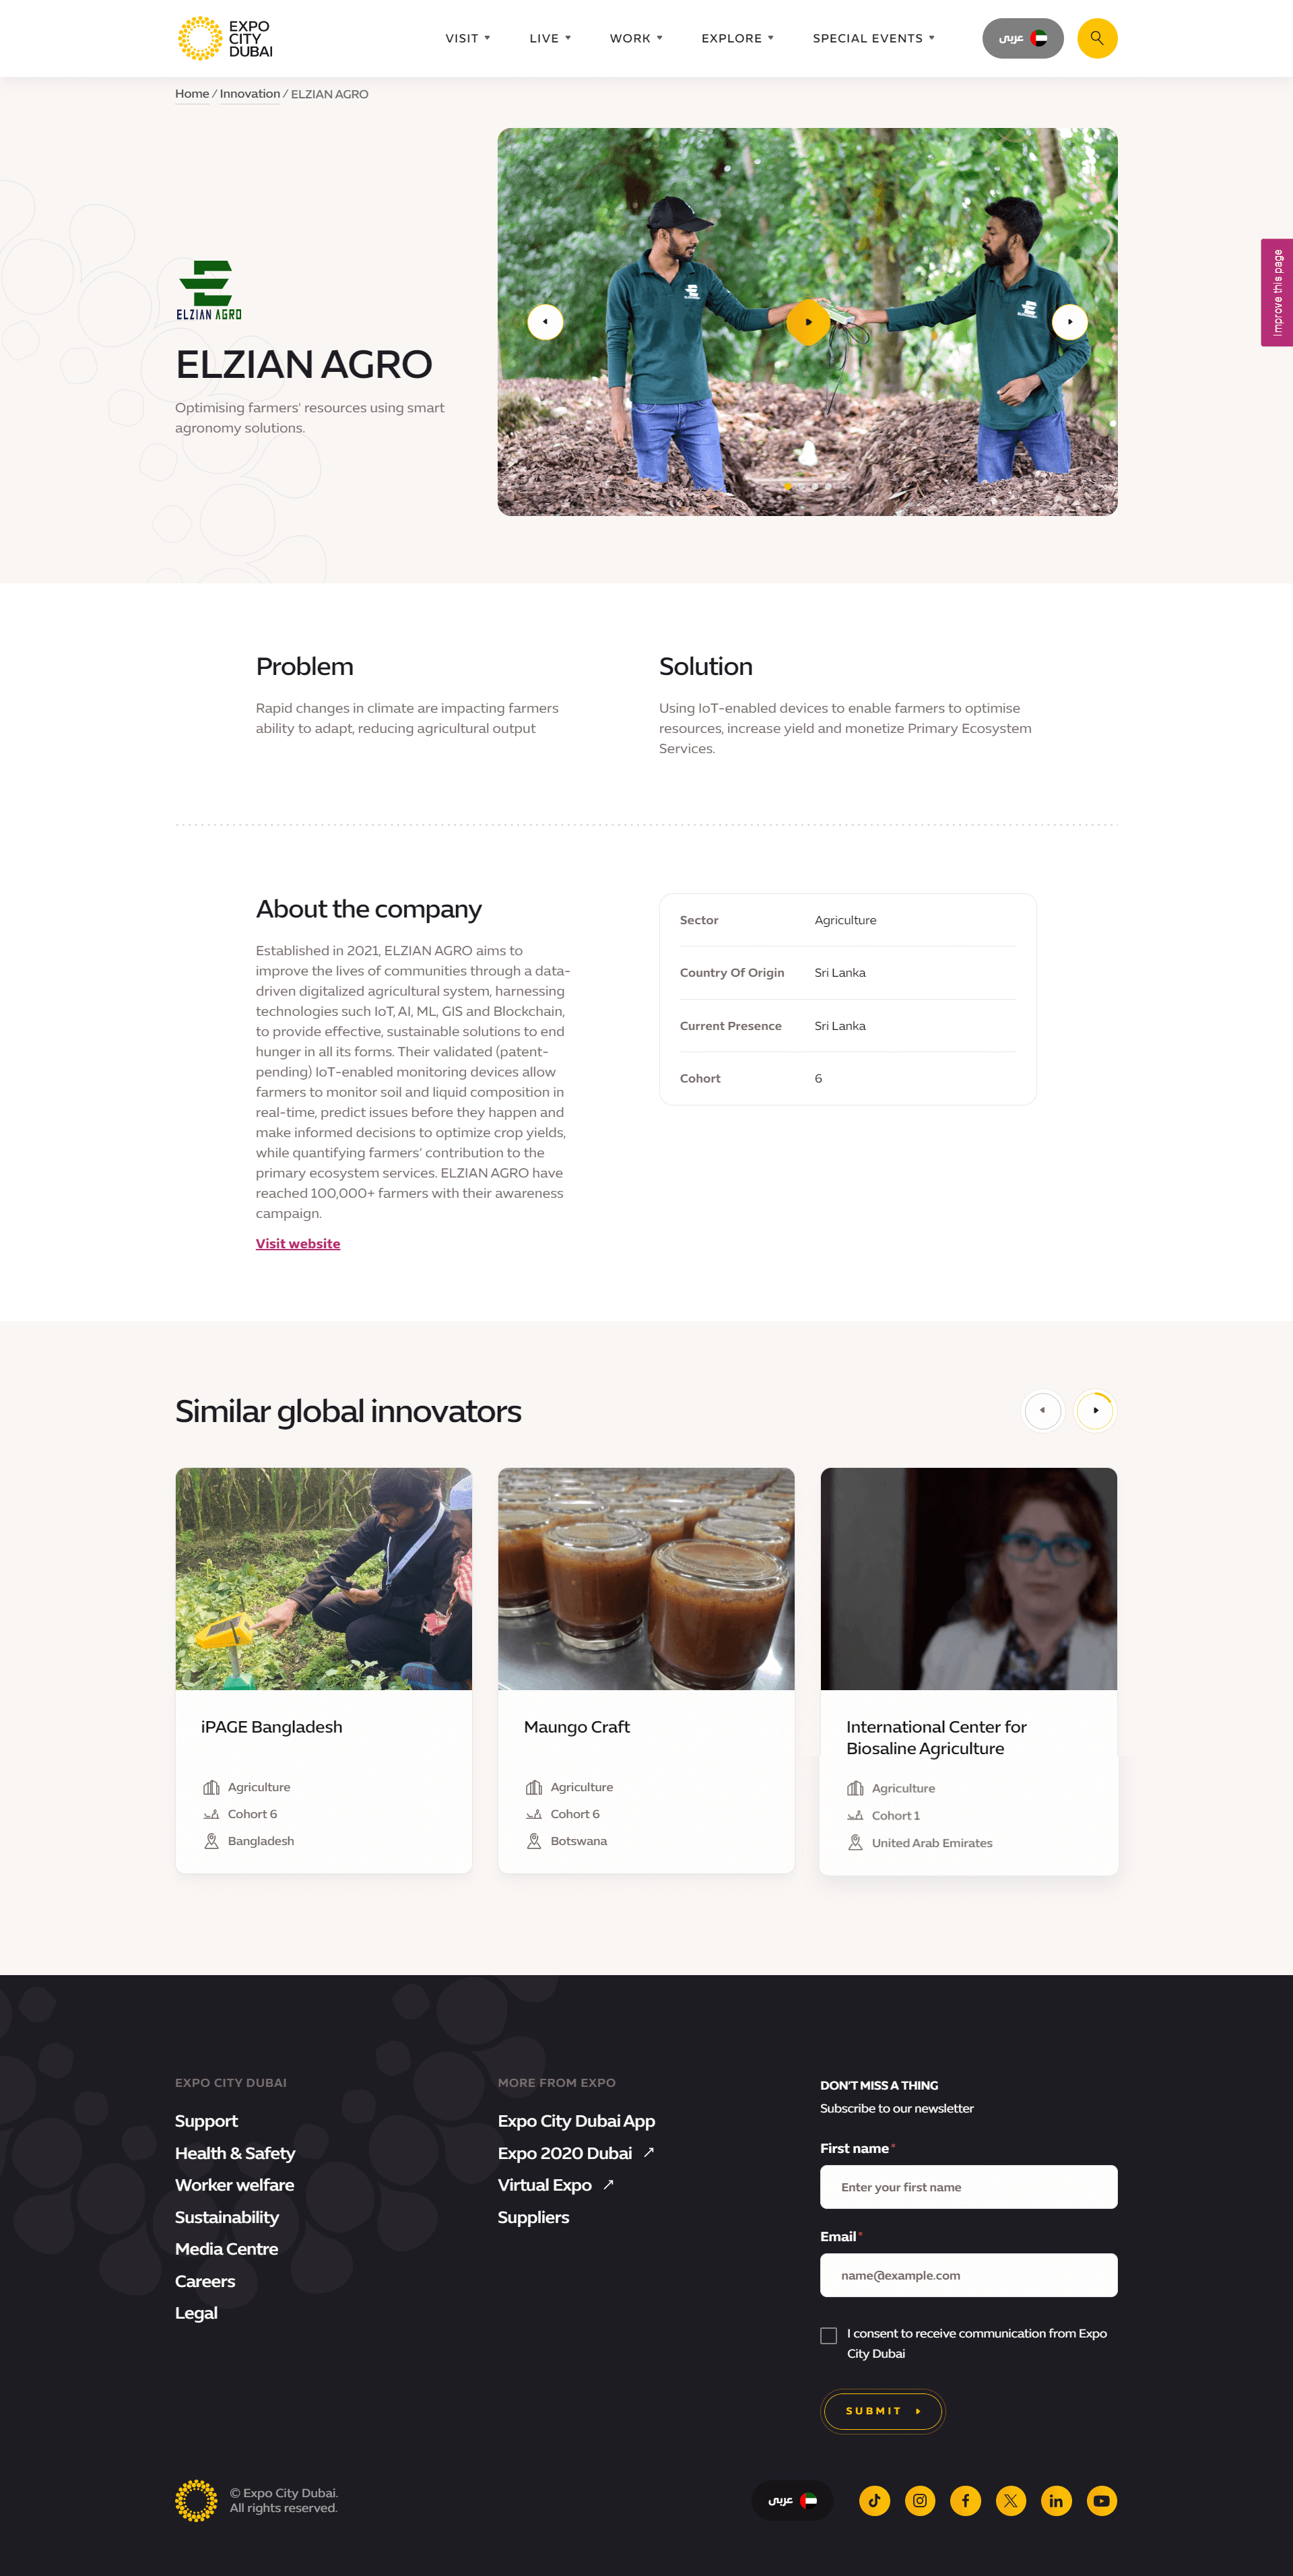 EXPO
CITY
DUBAI
VISIT
LIVE
WORK
EXPLORE
SPECIAL EVENTS
عربي
Home / Innovation / ELZIAN AGRO
Improve this page
ELZIAN AGRO
ELZIAN AGRO
Optimising farmers' resources using smart
agronomy solutions.
Problem
Rapid changes in climate are impacting farmers
ability to adapt, reducing agricultural output
Solution
Using IoT-enabled devices to enable farmers to optimise
resources, increase yield and monetize Primary Ecosystem
Services.
About the company
Established in 2021, ELZIAN AGRO aims to
improve the lives of communities through a data-
driven digitalized agricultural system, harnessing
technologies such IoT, AI, ML, GIS and Blockchain,
to provide effective, sustainable solutions to end
hunger in all its forms. Their validated (patent-
pending) IoT-enabled monitoring devices allow
farmers to monitor soil and liquid composition in
real-time, predict issues before they happen and
make informed decisions to optimize crop yields,
while quantifying farmers' contribution to the
primary ecosystem services. ELZIAN AGRO have
reached 100,000+ farmers with their awareness
campaign.
Visit website
Sector Agriculture
Country Of Origin Sri Lanka
Current Presence Sri Lanka
Cohort 6
Similar global innovators
iPAGE Bangladesh
Agriculture
Cohort 6
Bangladesh
Maungo Craft
Agriculture
Cohort 6
Botswana
International Center for
Biosaline Agriculture
Agriculture
Cohort 1
United Arab Emirates
EXPO CITY DUBAI
Support
Health & Safety
Worker welfare
Sustainability
Media Centre
Careers
Legal
MORE FROM EXPO
Expo City Dubai App
Expo 2020 Dubai
Virtual Expo
Suppliers
DON'T MISS A THING
Subscribe to our newsletter
First name*
Enter your first name
Email*
name@example.com
I consent to receive communication from Expo
City Dubai
SUBMIT
© Expo City Dubai.
All rights reserved.
عربي